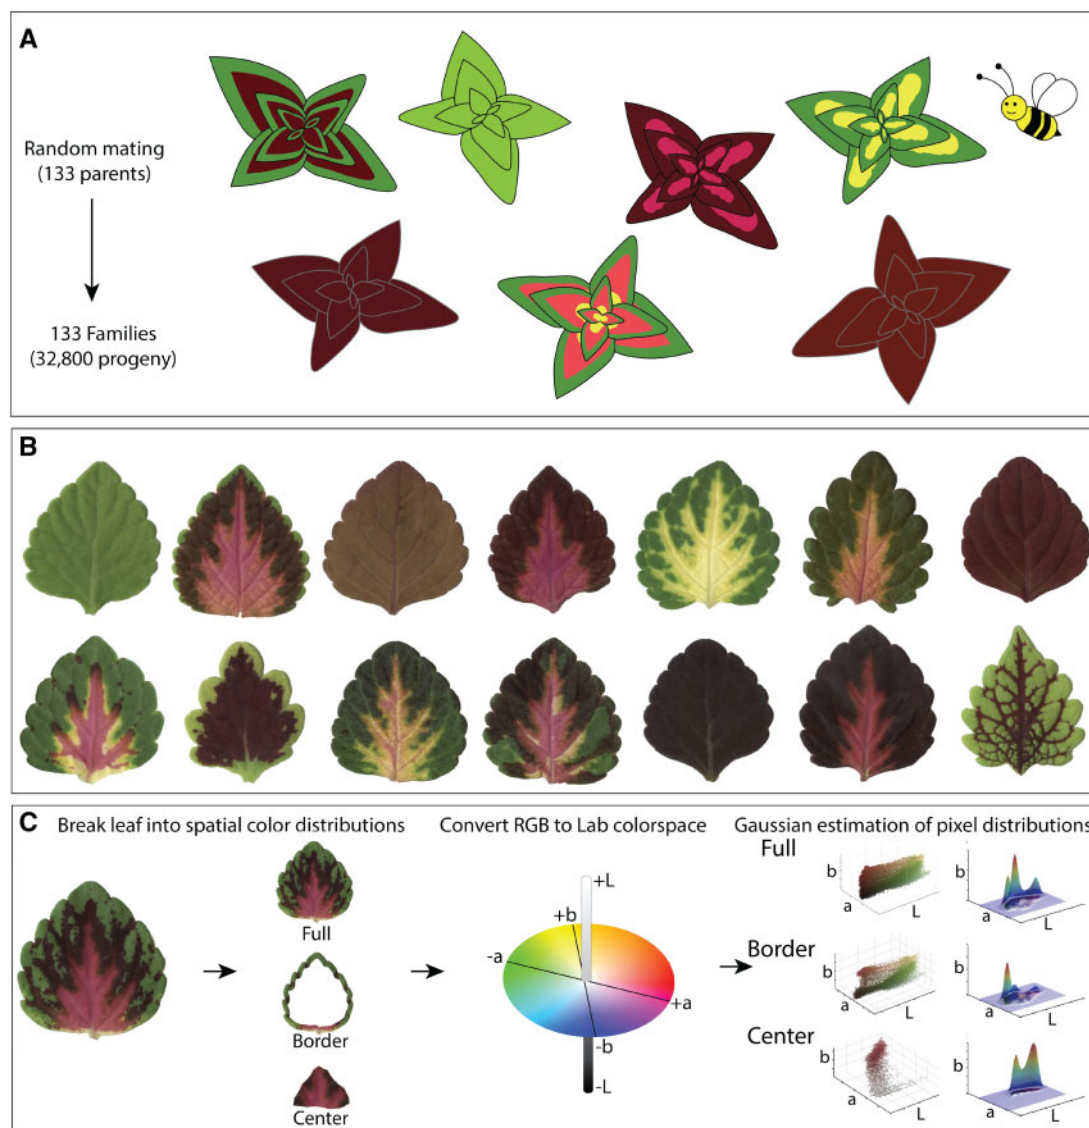 A
Random mating
(133 parents)
133 Families
(32,800 progeny)
B
C
Break leaf into spatial color distributions
Convert RGB to Lab colorspace
Gaussian estimation of pixel distributions
Full
Border
Center
+L
+b
-a
+a
-b
-L
Full
b
a
L
b
a
L
Border
b
a
L
b
a
L
Center
b
a
L
b
a
L